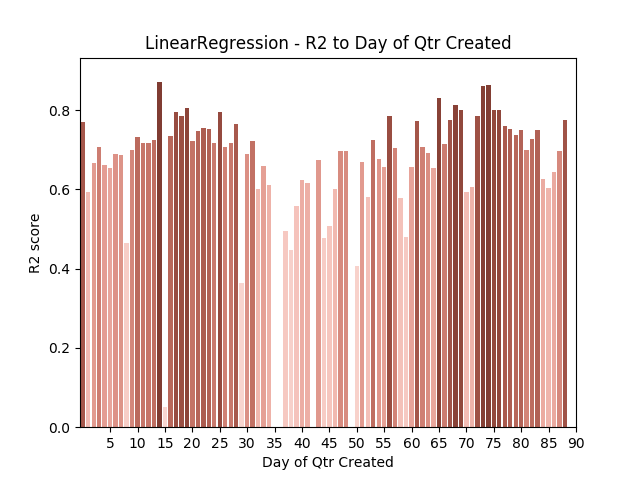 LinearRegression - R2 to Day of Qtr Created
R2 score
0.8
0.6
0.4
0.2
0.0
5 10 15 20 25 30 35 40 45 50 55 60 65 70 75 80 85 90
Day of Qtr Created